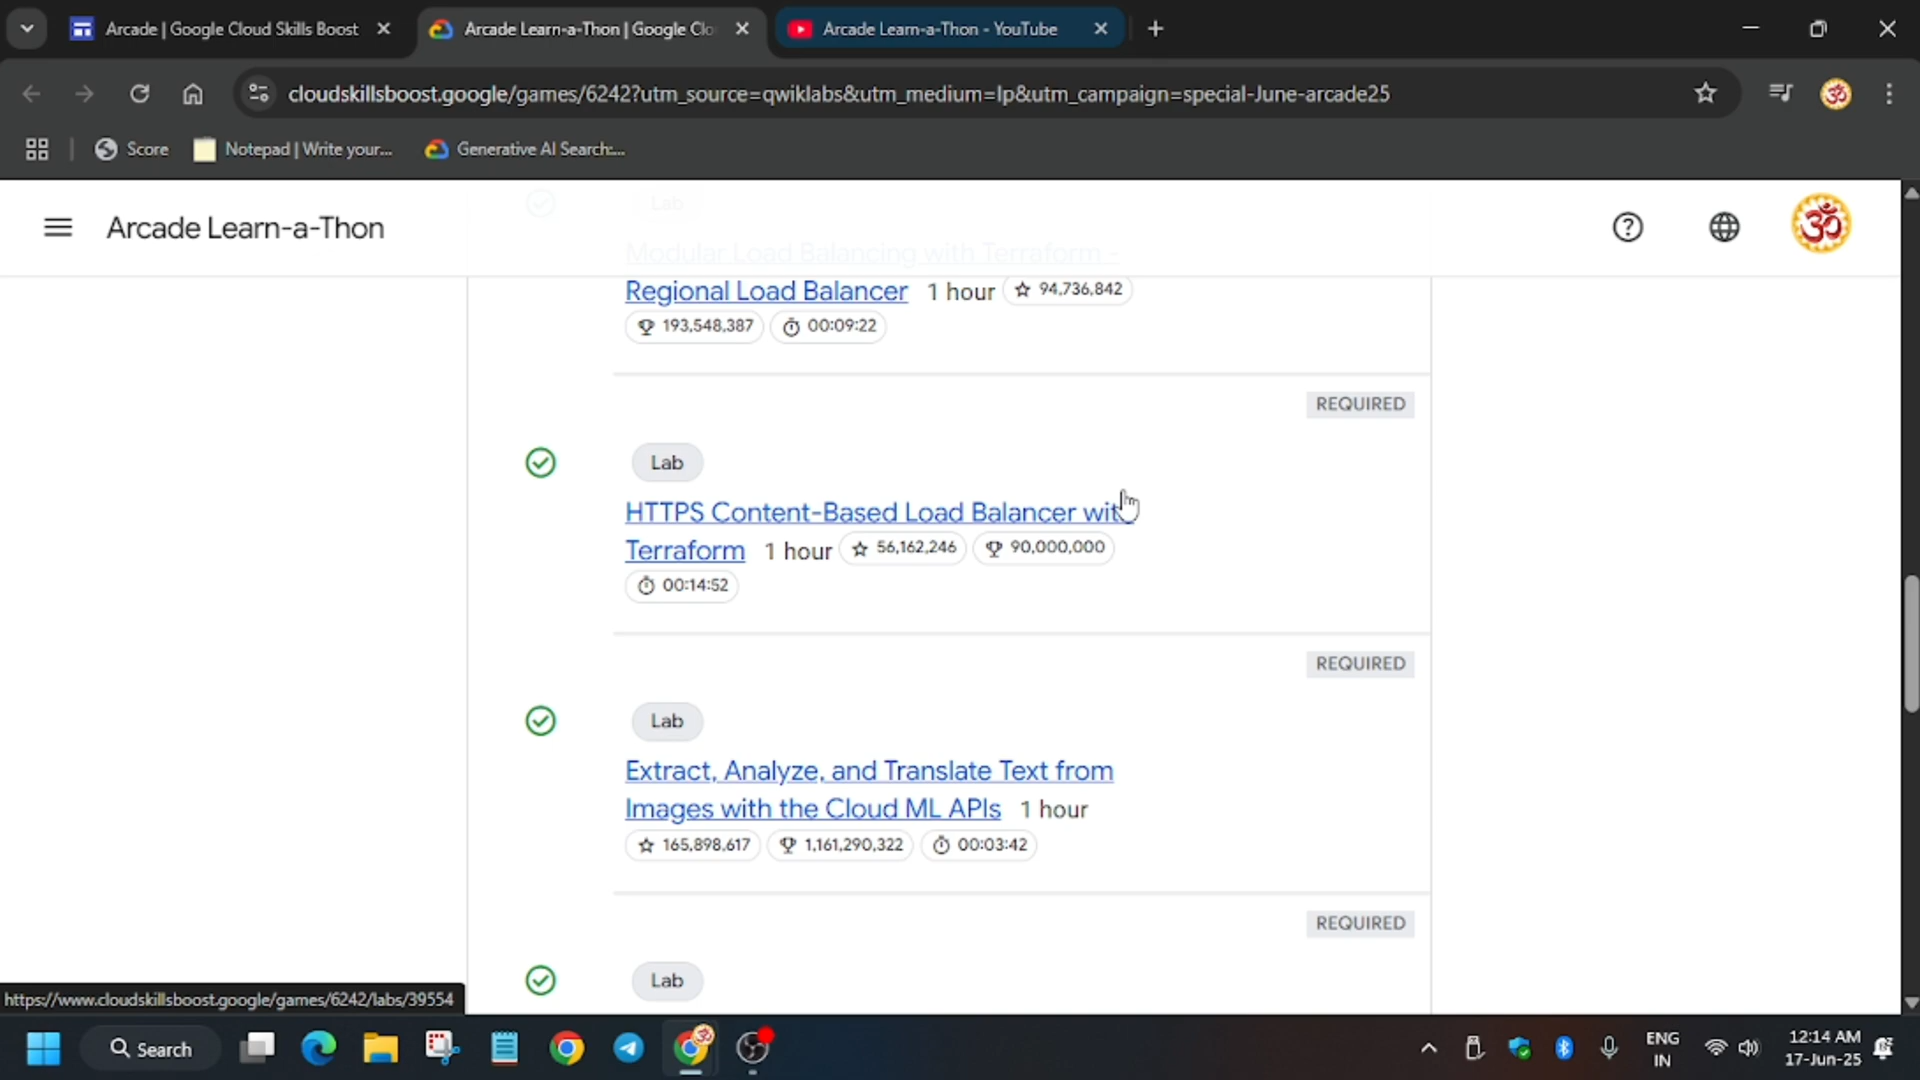 Arcade | Google Cloud Skills Boost
Arcade Learn-a-Thon | Google Clo
Arcade Learn-a-Thon - YouTube
cloudskillsboost.google/games/6242?utm_source=qwiklabs&utm_medium=lp&utm_campaign=special-June-arcade25
Score
Notepad | Write your...
Generative AI Search:...
Arcade Learn-a-Thon
Lab
Modular Load Balancing with Terraform -
Regional Load Balancer 1 hour 94,736,842
193,548,387 00:09:22
REQUIRED
Lab
HTTPS Content-Based Load Balancer wit
Terraform 1 hour 56,162,246 90,000,000
00:14:52
REQUIRED
Lab
Extract, Analyze, and Translate Text from
Images with the Cloud ML APIs 1 hour
165,898,617 1,161,290,322 00:03:42
REQUIRED
Lab
https://www.cloudskillsboost.google/games/6242/labs/39554
Search
ENG
IN
12:14 AM
17-Jun-25